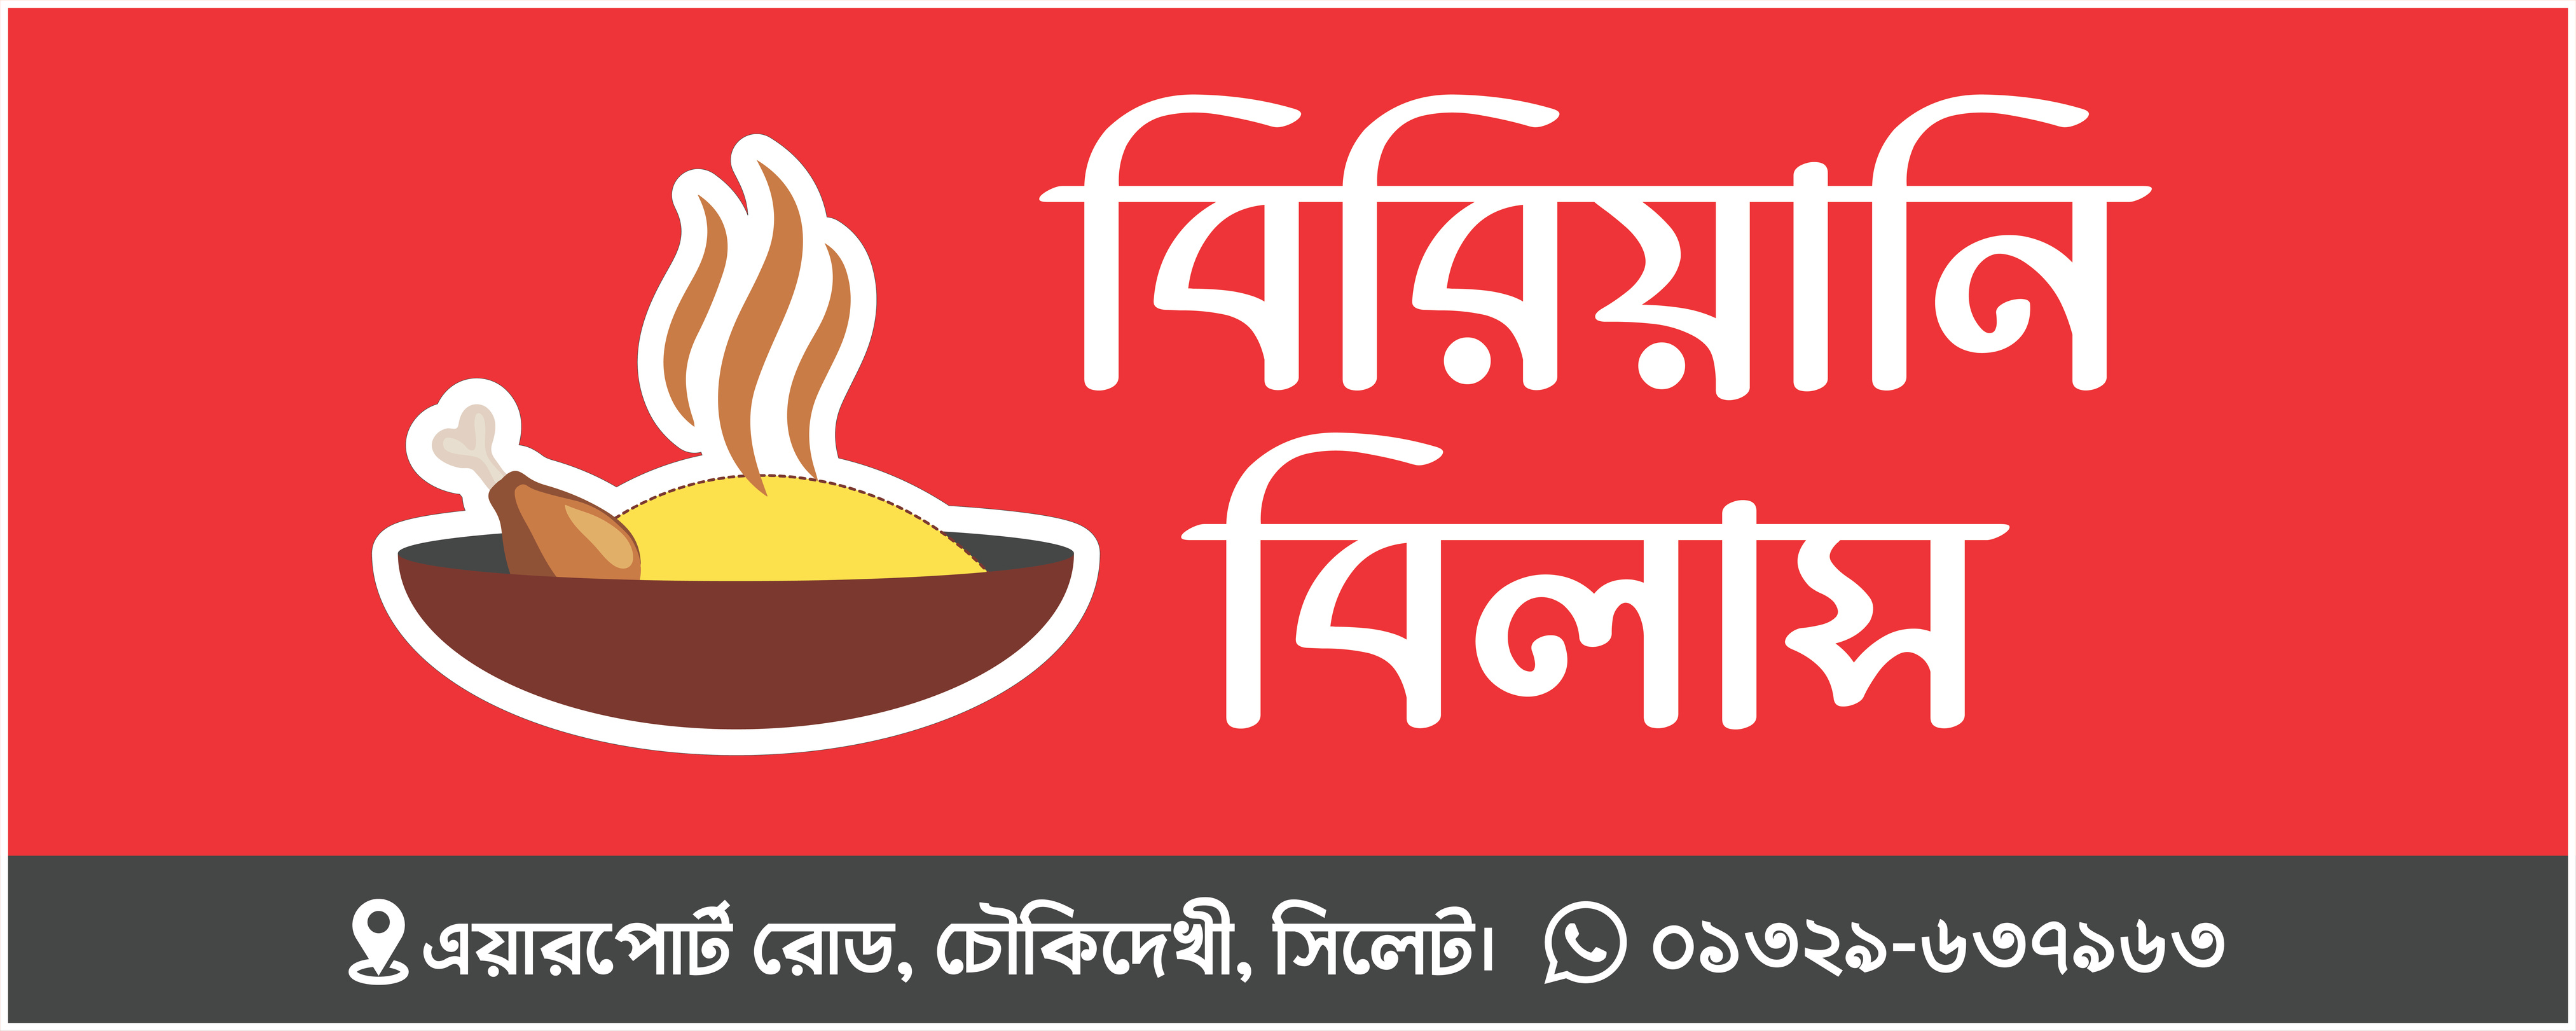 বিরিয়ানি
বিলাস
এয়ারপোর্ট রোড, চৌকিদেখী, সিলেট। ০১৩২৯-৬৩৭৯৬৩